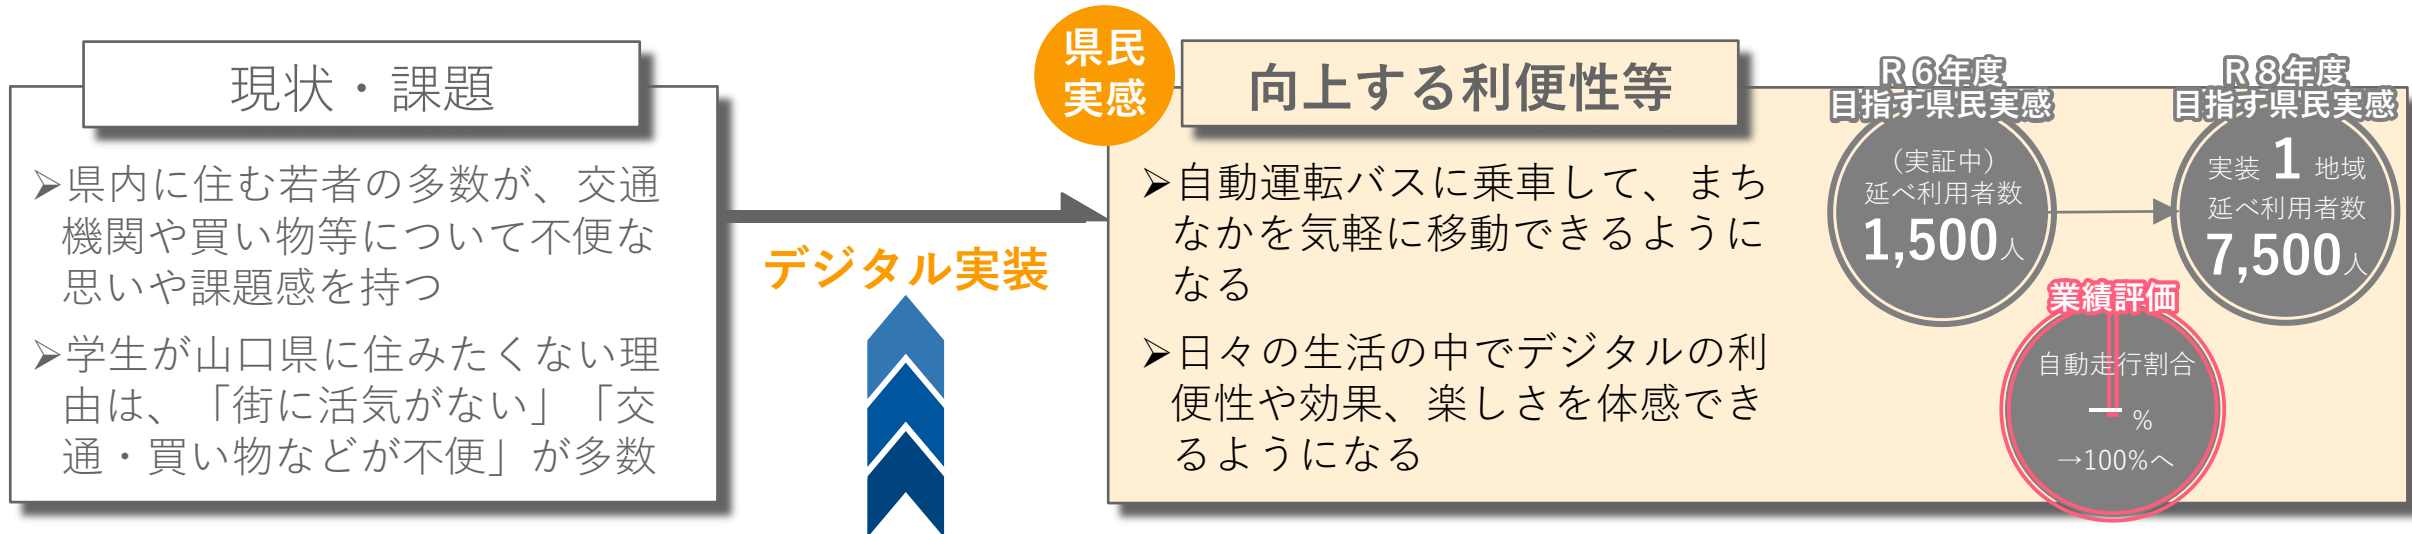 現状・課題
➢県内に住む若者の多数が、交通
機関や買い物等について不便な
思いや課題感を持つ
➢学生が山口県に住みたくない理
由は、「街に活気がない」「交
通・買い物などが不便」が多数
デジタル実装
県民
実感
向上する利便性等
➢自動運転バスに乗車して、まち
なかを気軽に移動できるように
なる
➢日々の生活の中でデジタルの利
便性や効果、楽しさを体感でき
るようになる
R6年度
目指す県民実感
（実証中）
延べ利用者数
1,500人
R8年度
目指す県民実感
実装 1 地域
延べ利用者数
7,500人
業績評価
自動走行割合
ー %
→100%へ